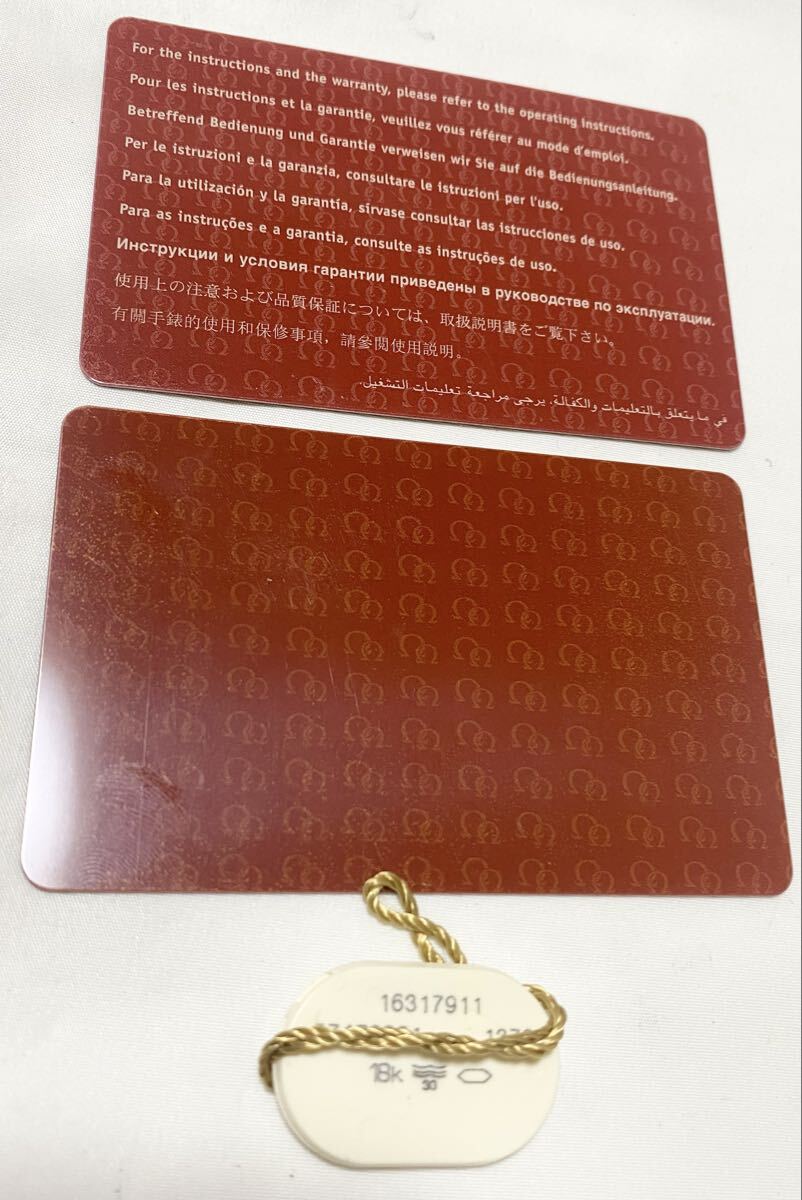 For the instructions and the warranty, please refer to the operating instructions.
Pour les instructions et la garantie, veuillez vous référer au mode d'emploi.
Betreffend Bedienung und Garantie verweisen wir Sie auf die Bedienungsanleitung.
Per le istruzioni e la garanzia, consultare le istruzioni per l'uso.
Para la utilización y la garantía, sírvase consultar las istrucciones de uso.
Para as instruções e a garantia, consulte as instruções de uso.
Инструкции и условия гарантии приведены в руководстве по эксплуатации.
使用上の注意および品質保証については、取扱説明書をご覧下さい。
有關手錶的使用和保修事項，請參閲使用説明。
في ما يتعلق بالتعليمات والكفالة، يرجى مراجعة تعليمات التشغيل.
16317911
18k 30